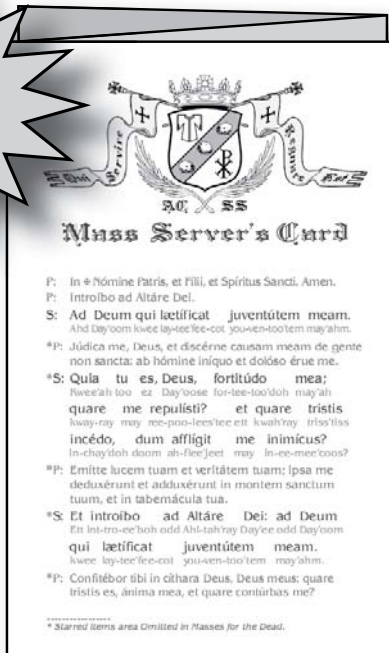 Qui
Servire
Regnare
Est
AC SS
Mass Server's Card
P: In ✠ Nómine Patris, et Fílii, et Spíritus Sancti. Amen.
P: Introíbo ad Altáre Dei.
S: Ad Deum qui lætíficat juventútem meam.
Ahd Day'oom kwee lay-tee'fee-cot you-ven-too'tem may'ahm.
*P: Júdica me, Deus, et discérne causam meam de gente
non sancta: ab hómine iníquo et dolóso érue me.
*S: Quia tu es, Deus, fortitúdo mea;
Kwee'ah too ez Day'oose for-tee-too'doh may'ah
quare me repulísti? et quare tristis
kway-ray may ree-poo-lees'tee ett kwah'ray triss'tiss
incédo, dum afflígit me inimícus?
In-chay'doh doom ah-flee'jeet may in-ee-mee'coos?
*P: Emítte lucem tuam et veritátem tuam; ipsa me
deduxérunt et adduxérunt in montem sanctum
tuum, et in tabernácula tua.
*S: Et introíbo ad Altáre Dei: ad Deum
Ett Int-tro-ee'boh odd Ahl-tah'ray Day'ee odd Day'oom
qui lætíficat juventútem meam.
kwee lay-tee'fee-cot you-ven-too'tem may'ahm.
*P: Confitébor tibi in cíthara Deus, Deus meus: quare
tristis es, ánima mea, et quare contúrbas me?
* Starred items area Omitted in Masses for the Dead.